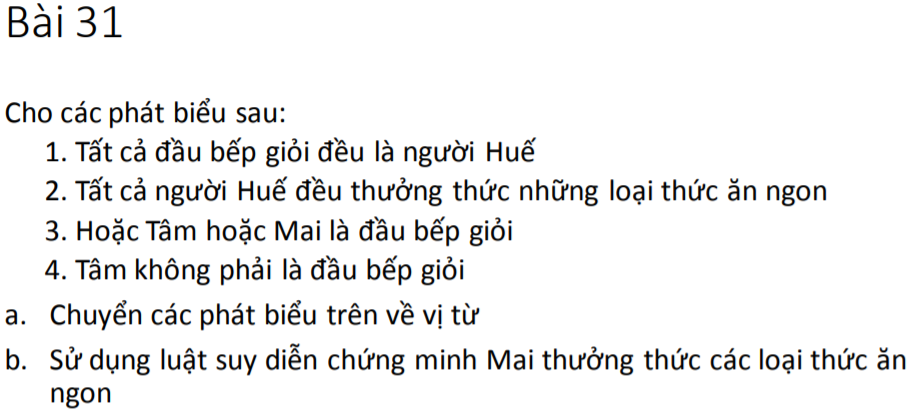 Bài 31
Cho các phát biểu sau:
1. Tất cả đầu bếp giỏi đều là người Huế
2. Tất cả người Huế đều thưởng thức những loại thức ăn ngon
3. Hoặc Tâm hoặc Mai là đầu bếp giỏi
4. Tâm không phải là đầu bếp giỏi
a. Chuyển các phát biểu trên về vị từ
b. Sử dụng luật suy diễn chứng minh Mai thưởng thức các loại thức ăn
ngon